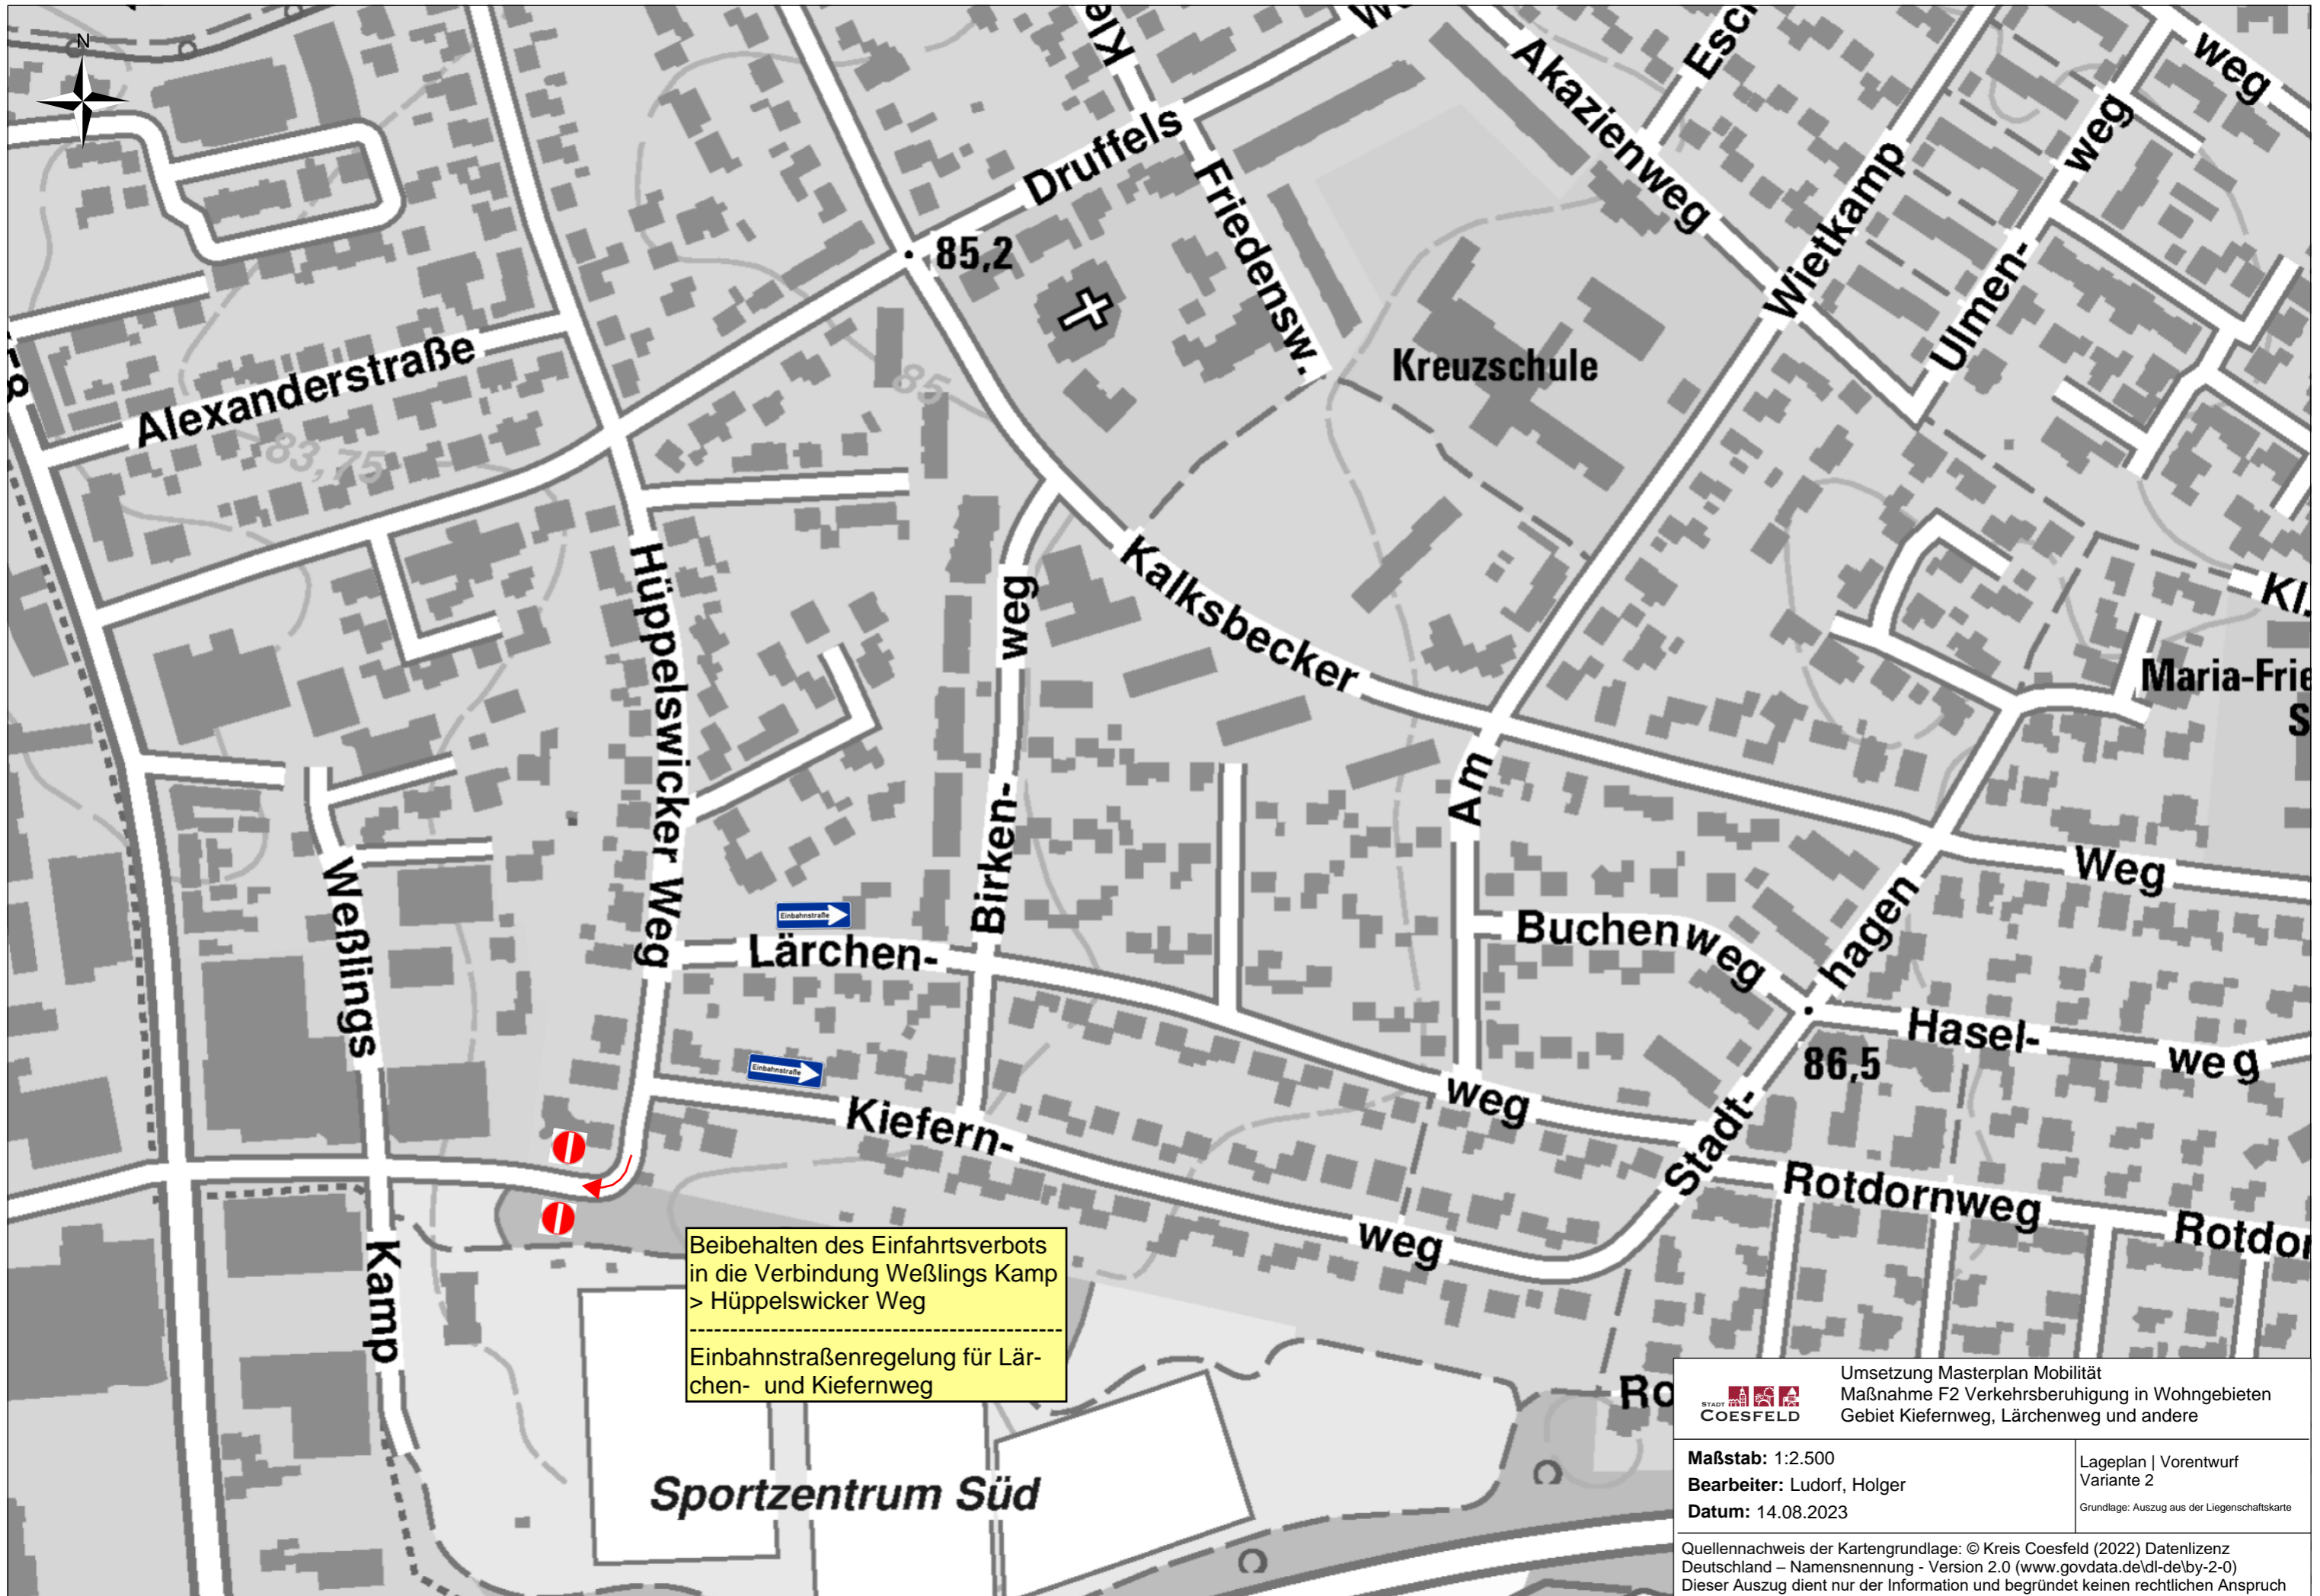 N
weg
Akazienweg
Druffels
Friedensw.
weg
Wietkamp
Ulmen-
85,2
Kreuzschule
Alexanderstraße
85
83,75
Hüppelswicker Weg
weg
Birken-
Kalksbecker
Weg
Kl.
Maria-Frie
S
Am
Buchenweg
hagen
Stadt-
Einbahnstraße
Lärchen-
weg
Weßlings
Kamp
Einbahnstraße
Kiefern-
weg
86,5
Hasel-
weg
Rotdornweg
Rotdor
Ro
Beibehalten des Einfahrtsverbots
in die Verbindung Weßlings Kamp
> Hüppelswicker Weg
---------------------------------------------
Einbahnstraßenregelung für Lär-
chen- und Kiefernweg
Sportzentrum Süd
STADT
COESFELD
Umsetzung Masterplan Mobilität
Maßnahme F2 Verkehrsberuhigung in Wohngebieten
Gebiet Kiefernweg, Lärchenweg und andere
Maßstab: 1:2.500
Bearbeiter: Ludorf, Holger
Datum: 14.08.2023
Lageplan | Vorentwurf
Variante 2
Grundlage: Auszug aus der Liegenschaftskarte
Quellennachweis der Kartengrundlage: © Kreis Coesfeld (2022) Datenlizenz
Deutschland – Namensnennung - Version 2.0 (www.govdata.de\dl-de\by-2-0)
Dieser Auszug dient nur der Information und begründet keinen rechtlichen Anspruch